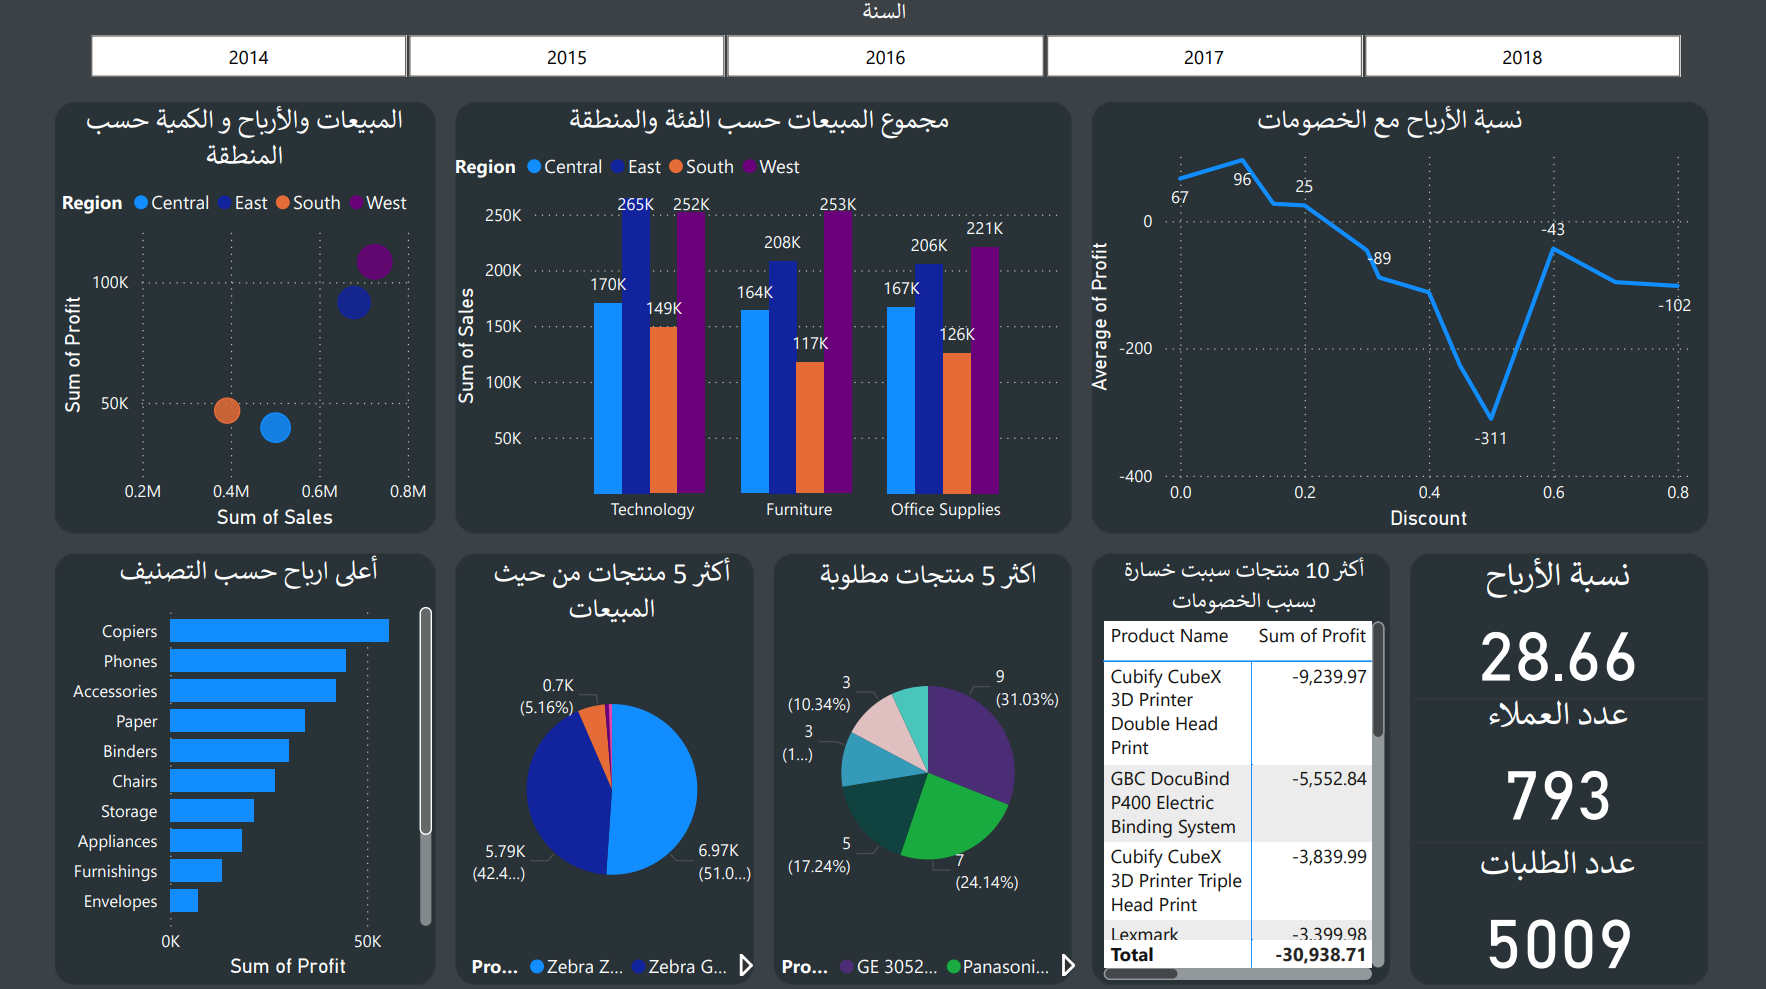 السنة
2014
2015
2016
2017
2018
المبيعات والأرباح و الكمية حسب
المنطقة
Region Central East South West
Sum of Profit
100K
50K
0.2M 0.4M 0.6M 0.8M
Sum of Sales
مجموع المبيعات حسب الفئة والمنطقة
Region Central East South West
Sum of Sales
250K
200K
150K
100K
50K
170K
265K
149K
252K
164K
208K
117K
253K
167K
206K
126K
221K
Technology Furniture Office Supplies
نسبة الأرباح مع الخصومات
Average of Profit
0
-200
-400
67
96
25
-89
-311
-43
-102
0.0 0.2 0.4 0.6 0.8
Discount
أعلى ارباح حسب التصنيف
Copiers
Phones
Accessories
Paper
Binders
Chairs
Storage
Appliances
Furnishings
Envelopes
0K 50K
Sum of Profit
أكثر 5 منتجات من حيث
المبيعات
0.7K
(5.16%)
5.79K
(42.4...)
6.97K
(51.0...)
Pro... Zebra Z... Zebra G...
اكثر 5 منتجات مطلوبة
3
(10.34%)
9
(31.03%)
3
(1...)
5
(17.24%)
7
(24.14%)
Pro... GE 3052... Panasoni...
أكثر 10 منتجات سببت خسارة
بسبب الخصومات
Product Name Sum of Profit
Cubify CubeX -9,239.97
3D Printer
Double Head
Print
GBC DocuBind -5,552.84
P400 Electric
Binding System
Cubify CubeX -3,839.99
3D Printer Triple
Head Print
Lexmark -3,399.98
Total -30,938.71
نسبة الأرباح
28.66
عدد العملاء
793
عدد الطلبات
5009